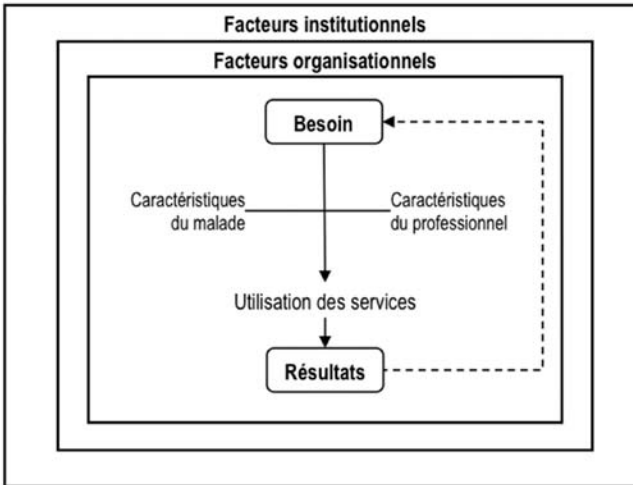 Facteurs institutionnels
Facteurs organisationnels
Besoin
Caractéristiques
du malade
Caractéristiques
du professionnel
Utilisation des services
Résultats